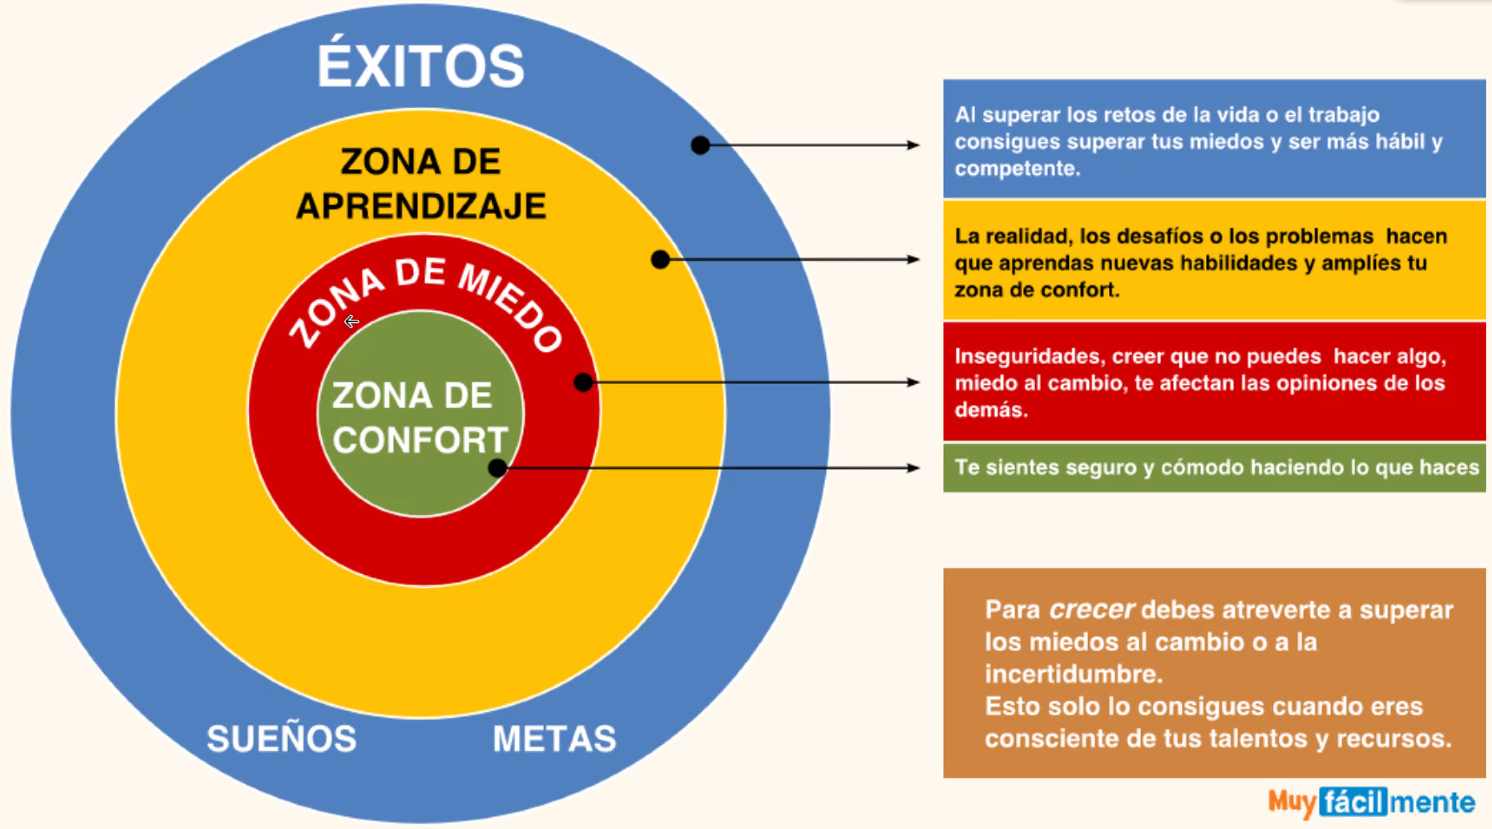 ÉXITOS
ZONA DE
APRENDIZAJE
ZONA DE MIEDO
ZONA DE
CONFORT
SUEÑOS
METAS
Al superar los retos de la vida o el trabajo
consigues superar tus miedos y ser más hábil y
competente.
La realidad, los desafíos o los problemas hacen
que aprendas nuevas habilidades y amplíes tu
zona de confort.
Inseguridades, creer que no puedes hacer algo,
miedo al cambio, te afectan las opiniones de los
demás.
Te sientes seguro y cómodo haciendo lo que haces
Para crecer debes atreverte a superar
los miedos al cambio o a la
incertidumbre.
Esto solo lo consigues cuando eres
consciente de tus talentos y recursos.
Muy fácil mente